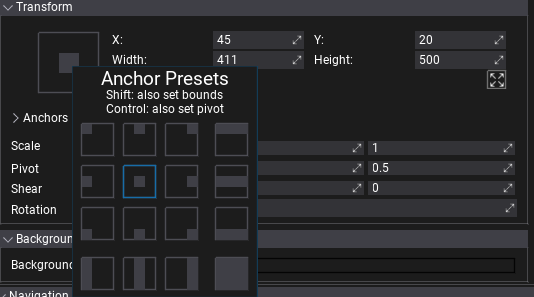 Transform
X: 45 Y: 20
Width: 411 Height: 500
Anchor Presets
Shift: also set bounds
Control: also set pivot
Anchors
Scale 1
Pivot 0.5
Shear 0
Rotation
Backgroun
Background
Navigation